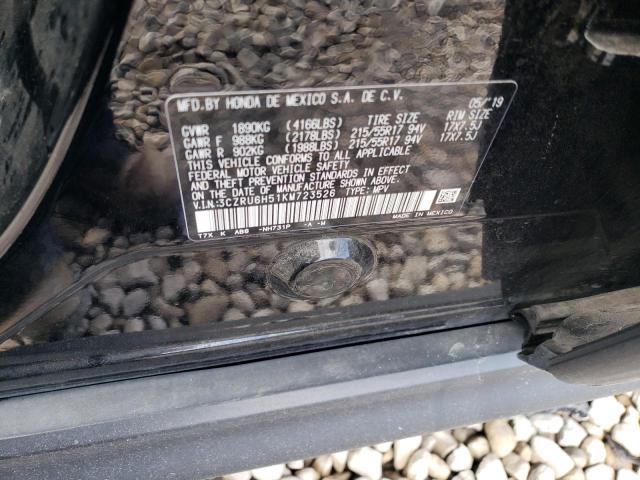 MFD.BY HONDA DE MEXICO S.A. DE C.V. 05/'19
TIRE SIZE RIM SIZE
GVWR 1890KG (4166LBS)
GAWR F 988KG (2178LBS) 215/55R17 94V 17X7.5J
GAWR R 902KG (1988LBS) 215/55R17 94V 17X7.5J
THIS VEHICLE CONFORMS TO ALL APPLICABLE
FEDERAL MOTOR VEHICLE SAFETY
AND THEFT PREVENTION STANDARDS IN EFFECT
ON THE DATE OF MANUFACTURE SHOWN ABOVE.
V.I.N:3CZRU6H51KM723526 TYPE: MPV
MADE IN MEXICO
T7X K ABG -NH731P -A -W